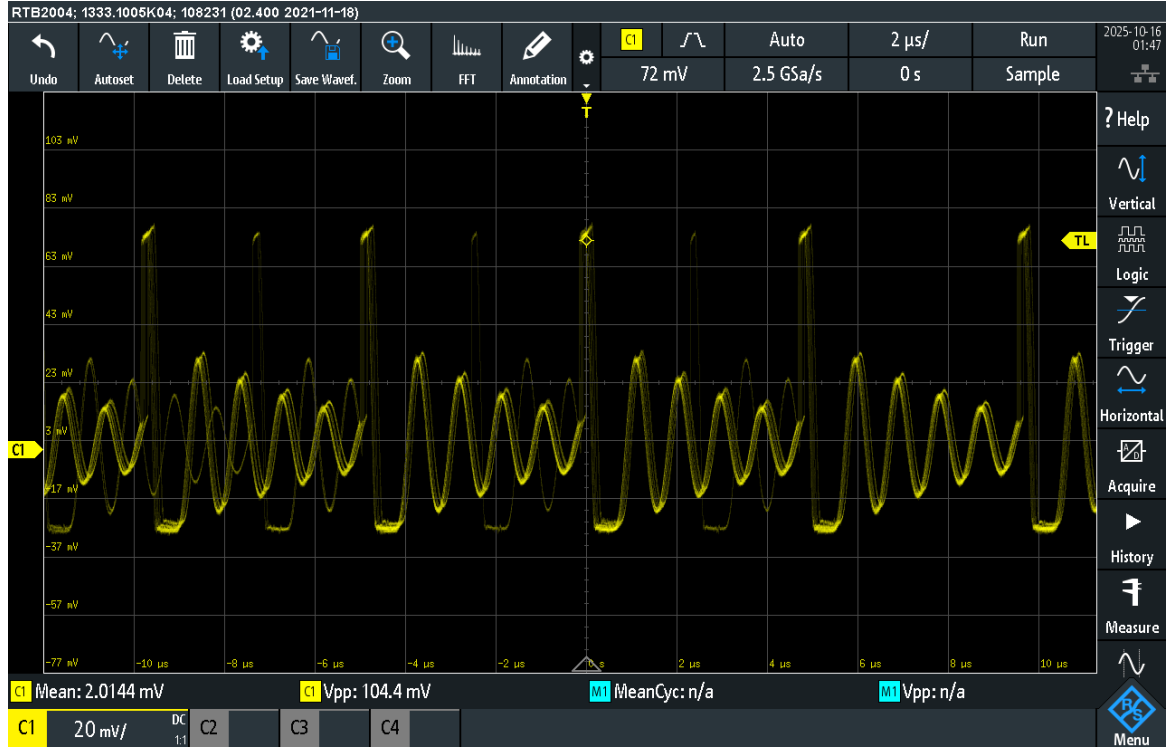 RTB2004; 1333.1005K04; 108231 (02.400 2021-11-18)
Undo Autoset Delete Load Setup Save Wavef. Zoom FFT Annotation
C1 Auto 2 µs/ Run
72 mV 2.5 GSa/s 0 s Sample
2025-10-16
01:47
T
103 mV
83 mV
63 mV
43 mV
23 mV
3 mV
-17 mV
-37 mV
-57 mV
-77 mV
-10 µs -8 µs -6 µs -4 µs -2 µs 0 s 2 µs 4 µs 6 µs 8 µs 10 µs
C1
TL
? Help
Vertical
Logic
Trigger
Horizontal
Acquire
History
Measure
R&S
Menu
C1 Mean: 2.0144 mV C1 Vpp: 104.4 mV M1 MeanCyc: n/a M1 Vpp: n/a
C1 20 mV/ DC 1:1 C2 C3 C4